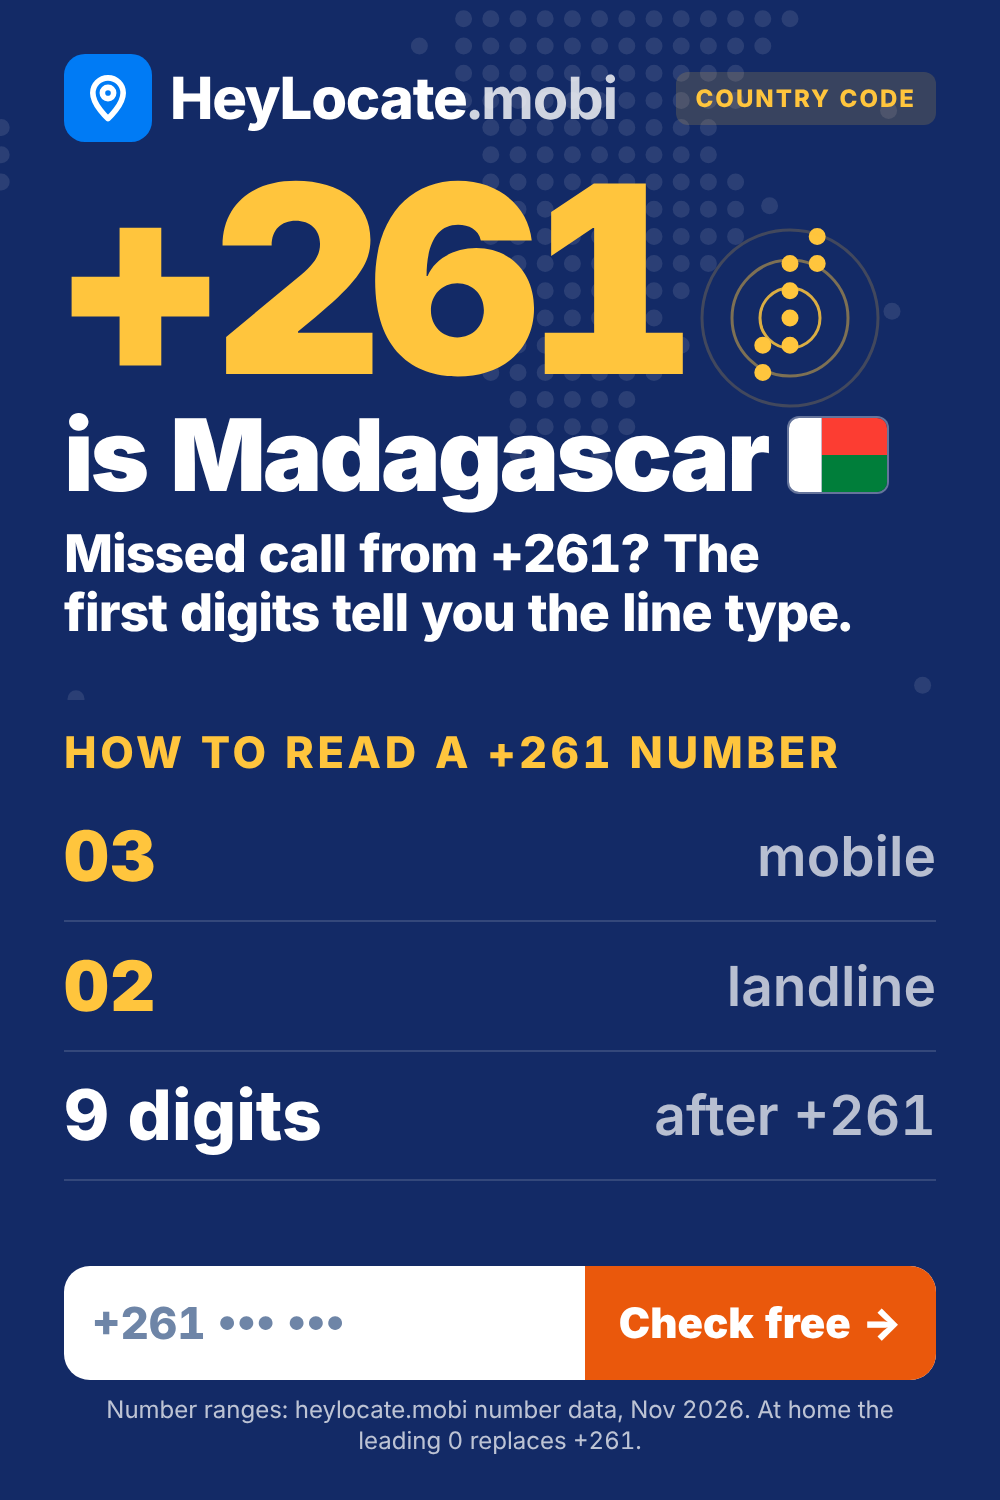 HeyLocate.mobi
COUNTRY CODE
+261
is Madagascar
Missed call from +261? The
first digits tell you the line type.
HOW TO READ A +261 NUMBER
03 mobile
02 landline
9 digits after +261
+261 ••• •••
Check free →
Number ranges: heylocate.mobi number data, Nov 2026. At home the
leading 0 replaces +261.